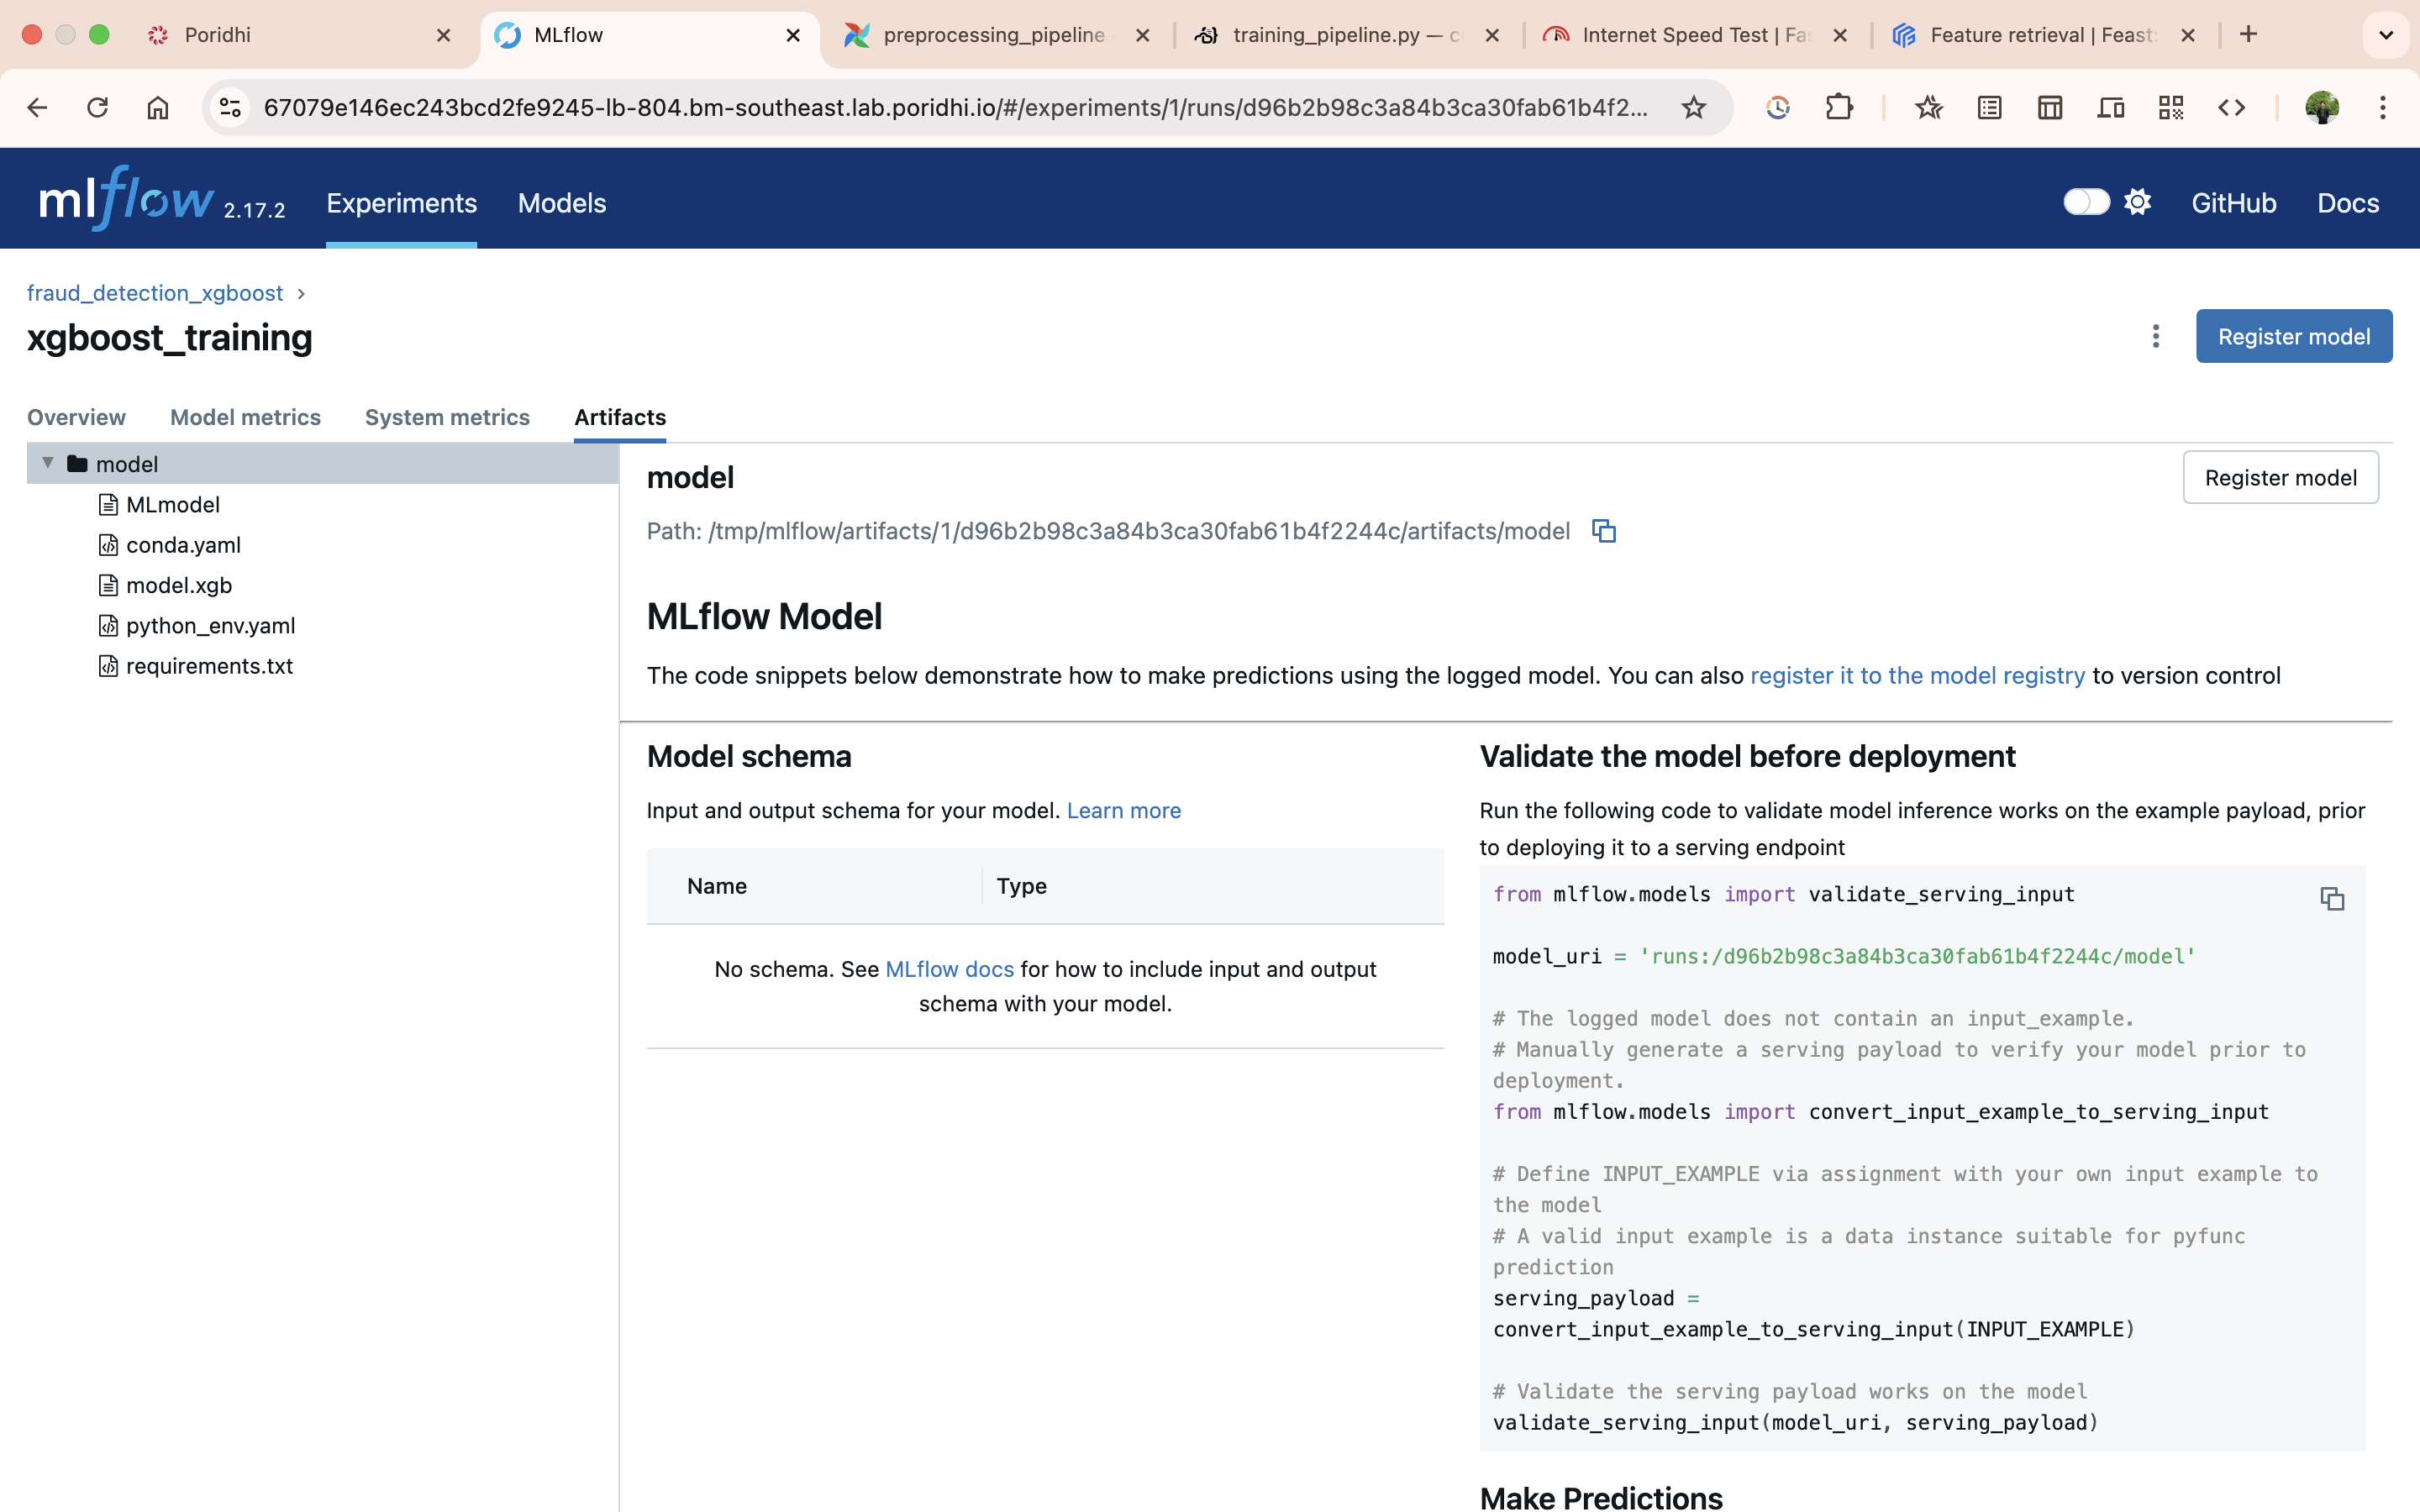 Poridhi
MLflow
preprocessing_pipeline
training_pipeline.py — c
Internet Speed Test | Fa
Feature retrieval | Feast
67079e146ec243bcd2fe9245-lb-804.bm-southeast.lab.poridhi.io/#/experiments/1/runs/d96b2b98c3a84b3ca30fab61b4f2...
mlflow 2.17.2
Experiments
Models
GitHub
Docs
fraud_detection_xgboost
xgboost_training
Register model
Overview
Model metrics
System metrics
Artifacts
model
MLmodel
conda.yaml
model.xgb
python_env.yaml
requirements.txt
model
Register model
Path: /tmp/mlflow/artifacts/1/d96b2b98c3a84b3ca30fab61b4f2244c/artifacts/model
MLflow Model
The code snippets below demonstrate how to make predictions using the logged model. You can also register it to the model registry to version control
Model schema
Input and output schema for your model. Learn more
Name
Type
No schema. See MLflow docs for how to include input and output
schema with your model.
Validate the model before deployment
Run the following code to validate model inference works on the example payload, prior
to deploying it to a serving endpoint
from mlflow.models import validate_serving_input
model_uri = 'runs:/d96b2b98c3a84b3ca30fab61b4f2244c/model'
# The logged model does not contain an input_example.
# Manually generate a serving payload to verify your model prior to
deployment.
from mlflow.models import convert_input_example_to_serving_input
# Define INPUT_EXAMPLE via assignment with your own input example to
the model
# A valid input example is a data instance suitable for pyfunc
prediction
serving_payload =
convert_input_example_to_serving_input(INPUT_EXAMPLE)
# Validate the serving payload works on the model
validate_serving_input(model_uri, serving_payload)
Make Predictions